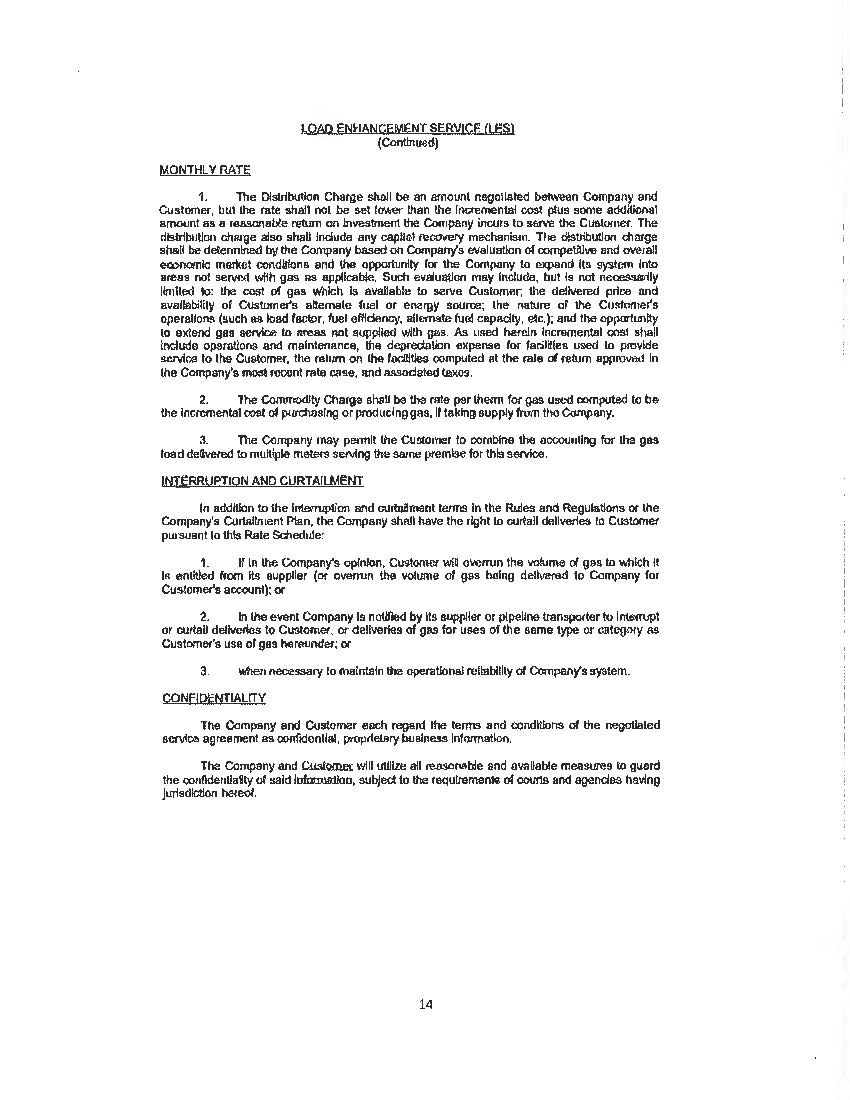 LOAD ENHANCEMENT SERVICE (LES)
(Continued)
MONTHLY RATE
1. The Distribution Charge shall be an amount negotiated between Company and
Customer, but the rate shall not be set lower than the incremental cost plus some additional
amount as a reasonable return on investment the Company incurs to serve the Customer. The
distribution charge also shall include any capital recovery mechanism. The distribution charge
shall be determined by the Company based on Company's evaluation of competitive and overall
economic market conditions and the opportunity for the Company to expand its system into
areas not served with gas as applicable. Such evaluation may include, but is not necessarily
limited to: the cost of gas which is available to serve Customer; the delivered price and
availability of Customer's alternate fuel or energy source; the nature of the Customer's
operations (such as load factor, fuel efficiency, alternate fuel capacity, etc.); and the opportunity
to extend gas service to areas not supplied with gas. As used herein incremental cost shall
include operations and maintenance, the depreciation expense for facilities used to provide
service to the Customer, the return on the facilities computed at the rate of return approved in
the Company's most recent rate case, and associated taxes.
2. The Commodity Charge shall be the rate per therm for gas used computed to be
the incremental cost of purchasing or producing gas, if taking supply from the Company.
3. The Company may permit the Customer to combine the accounting for the gas
load delivered to multiple meters serving the same premise for this service.
INTERRUPTION AND CURTAILMENT
In addition to the interruption and curtailment terms in the Rules and Regulations or the
Company's Curtailment Plan, the Company shall have the right to curtail deliveries to Customer
pursuant to this Rate Schedule:
1. If in the Company's opinion, Customer will overrun the volume of gas to which it
is entitled from its supplier (or overrun the volume of gas being delivered to Company for
Customer's account); or
2. In the event Company is notified by its supplier or pipeline transporter to interrupt
or curtail deliveries to Customer, or deliveries of gas for uses of the same type or category as
Customer's use of gas hereunder; or
3. when necessary to maintain the operational reliability of Company's system.
CONFIDENTIALITY
The Company and Customer each regard the terms and conditions of the negotiated
service agreement as confidential, proprietary business information.
The Company and Customer will utilize all reasonable and available measures to guard
the confidentiality of said information, subject to the requirements of courts and agencies having
jurisdiction hereof.
14